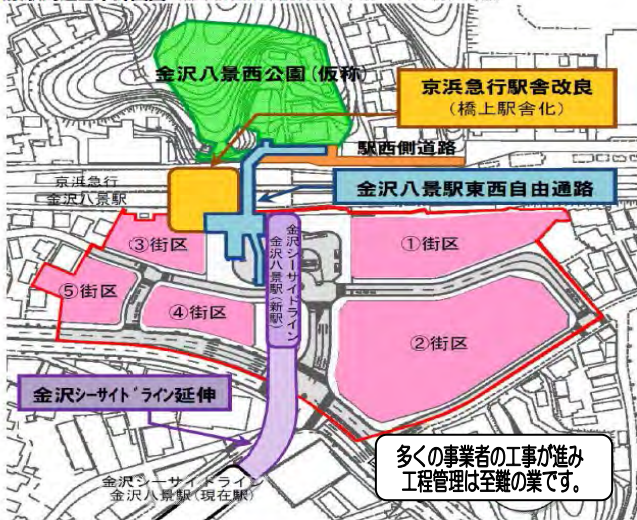 金沢八景西公園(仮称)
京浜急行駅舎改良
(橋上駅舎化)
駅西側道路
京浜急行
金沢八景駅
金沢八景駅東西自由通路
③街区
①街区
金沢シーサイドライン
金沢八景駅(新駅)
⑤街区
④街区
②街区
金沢シーサイドライン延伸
多くの事業者の工事が進み
工程管理は至難の業です。
金沢シーサイドライン
金沢八景駅(現在駅)